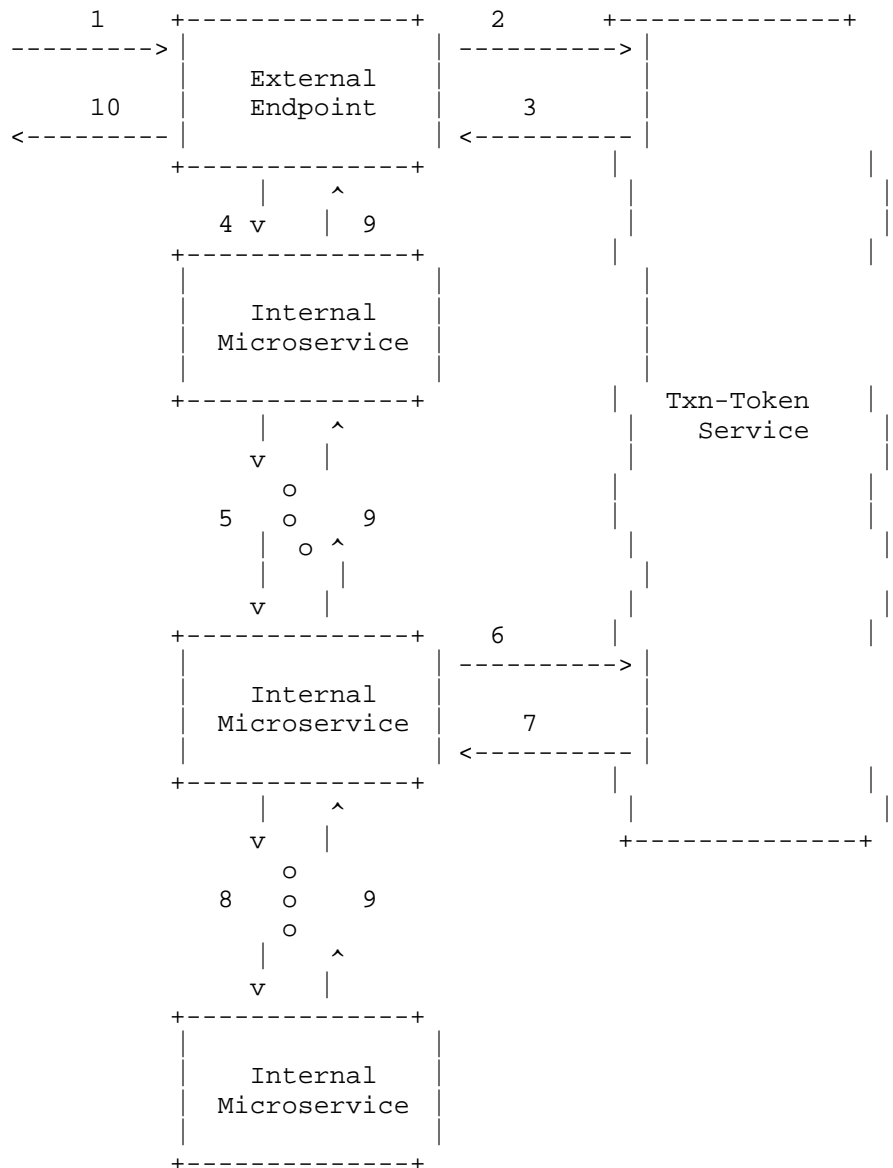 1 2
External
10 Endpoint 3
4 9
Internal
Microservice
Txn-Token
Service
5 9
6
Internal
Microservice 7
8 9
Internal
Microservice